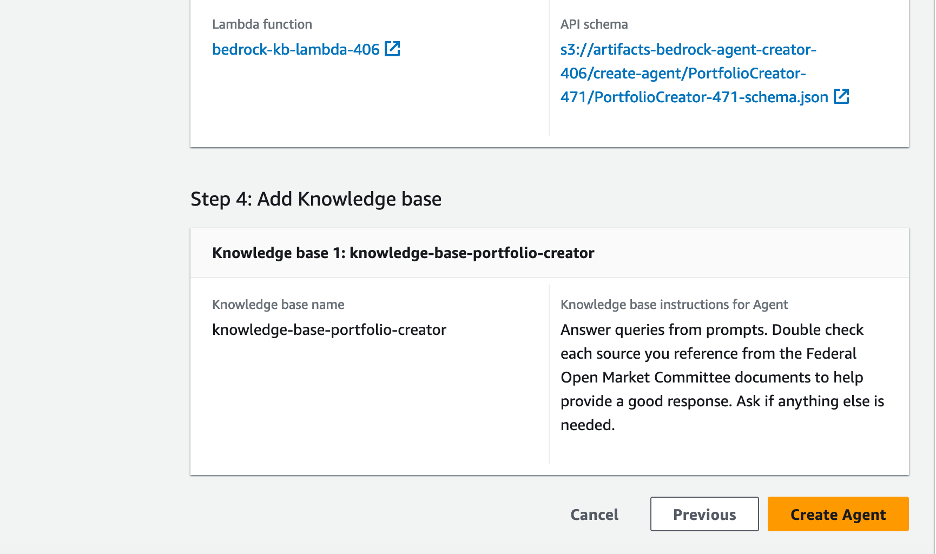 Lambda function
bedrock-kb-lambda-406
API schema
s3://artifacts-bedrock-agent-creator-
406/create-agent/PortfolioCreator-
471/PortfolioCreator-471-schema.json
Step 4: Add Knowledge base
Knowledge base 1: knowledge-base-portfolio-creator
Knowledge base name
knowledge-base-portfolio-creator
Knowledge base instructions for Agent
Answer queries from prompts. Double check
each source you reference from the Federal
Open Market Committee documents to help
provide a good response. Ask if anything else is
needed.
Cancel
Previous
Create Agent